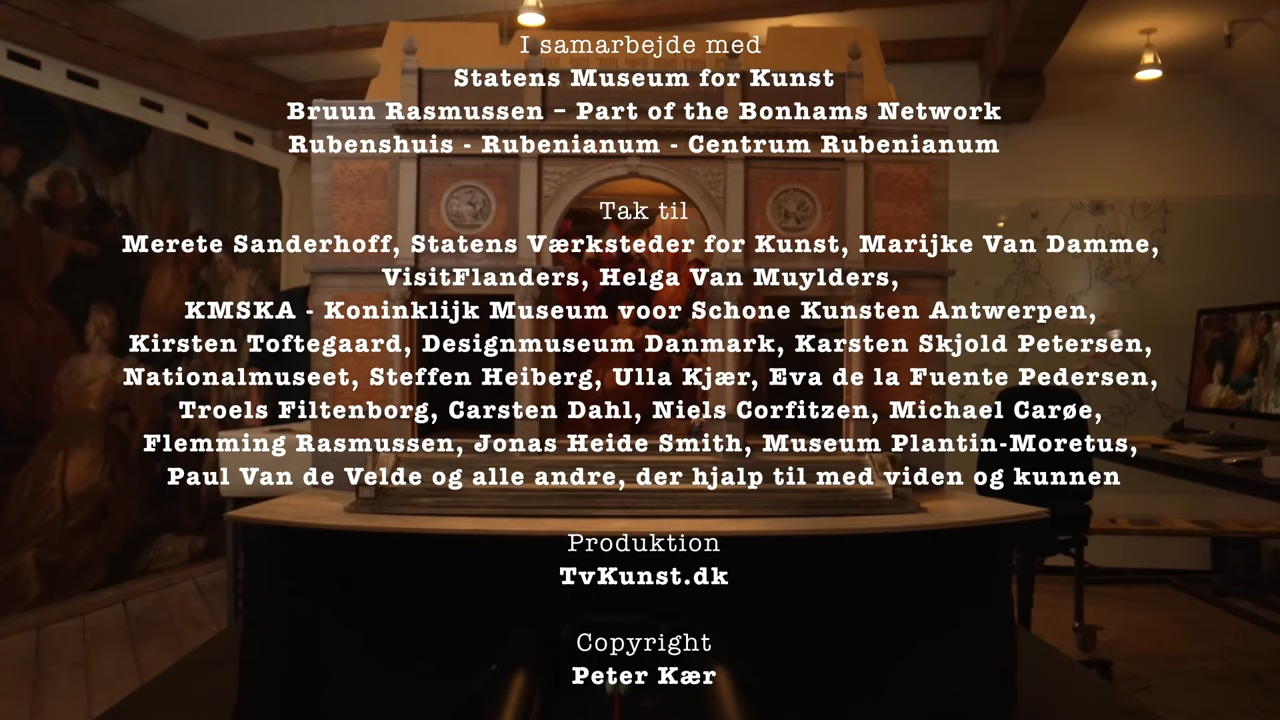 I samarbejde med
Statens Museum for Kunst
Bruun Rasmussen – Part of the Bonhams Network
Rubenshuis - Rubenianum - Centrum Rubenianum
Tak til
Merete Sanderhoff, Statens Værksteder for Kunst, Marijke Van Damme,
VisitFlanders, Helga Van Muylders,
KMSKA - Koninklijk Museum voor Schone Kunsten Antwerpen,
Kirsten Toftegaard, Designmuseum Danmark, Karsten Skjold Petersen,
Nationalmuseet, Steffen Heiberg, Ulla Kjær, Eva de la Fuente Pedersen,
Troels Filtenborg, Carsten Dahl, Niels Corfitzen, Michael Carøe,
Flemming Rasmussen, Jonas Heide Smith, Museum Plantin-Moretus,
Paul Van de Velde og alle andre, der hjalp til med viden og kunnen
Produktion
TvKunst.dk
Copyright
Peter Kær